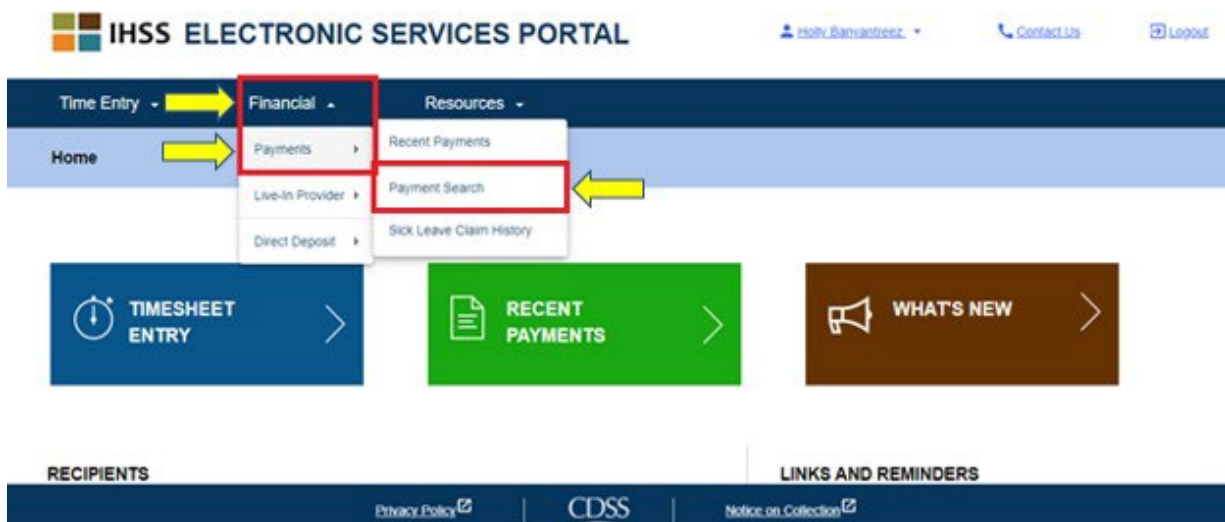 IHSS ELECTRONIC SERVICES PORTAL
Holly Banyantreez
Contact Us
Logout
Time Entry
Financial
Resources
Home
Payments
Recent Payments
Payment Search
Live-In Provider
Direct Deposit
Sick Leave Claim History
TIMESHEET
ENTRY
RECENT
PAYMENTS
WHAT'S NEW
RECIPIENTS
LINKS AND REMINDERS
Privacy Policy
CDSS
Notice on Collection